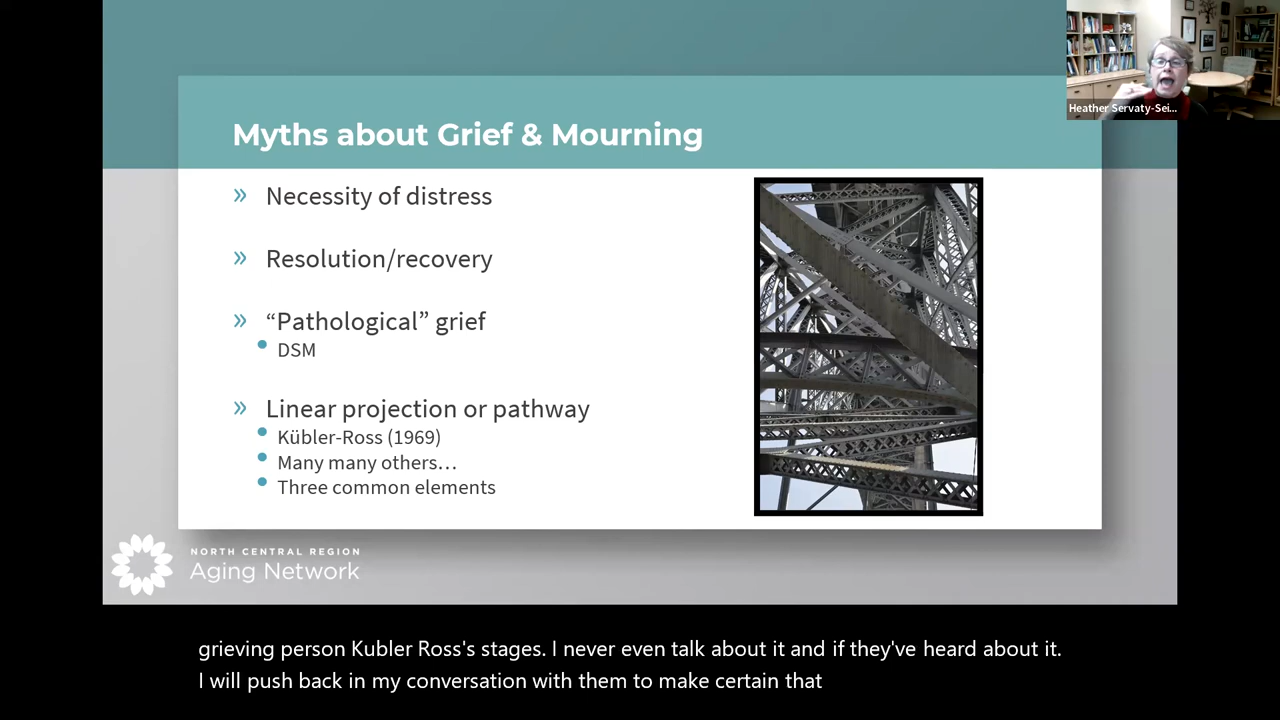 Heather Servaty-Sei...
Myths about Grief & Mourning
» Necessity of distress
» Resolution/recovery
» “Pathological” grief
• DSM
» Linear projection or pathway
• Kübler-Ross (1969)
• Many many others…
• Three common elements
NORTH CENTRAL REGION
Aging Network
grieving person Kubler Ross's stages. I never even talk about it and if they've heard about it.
I will push back in my conversation with them to make certain that